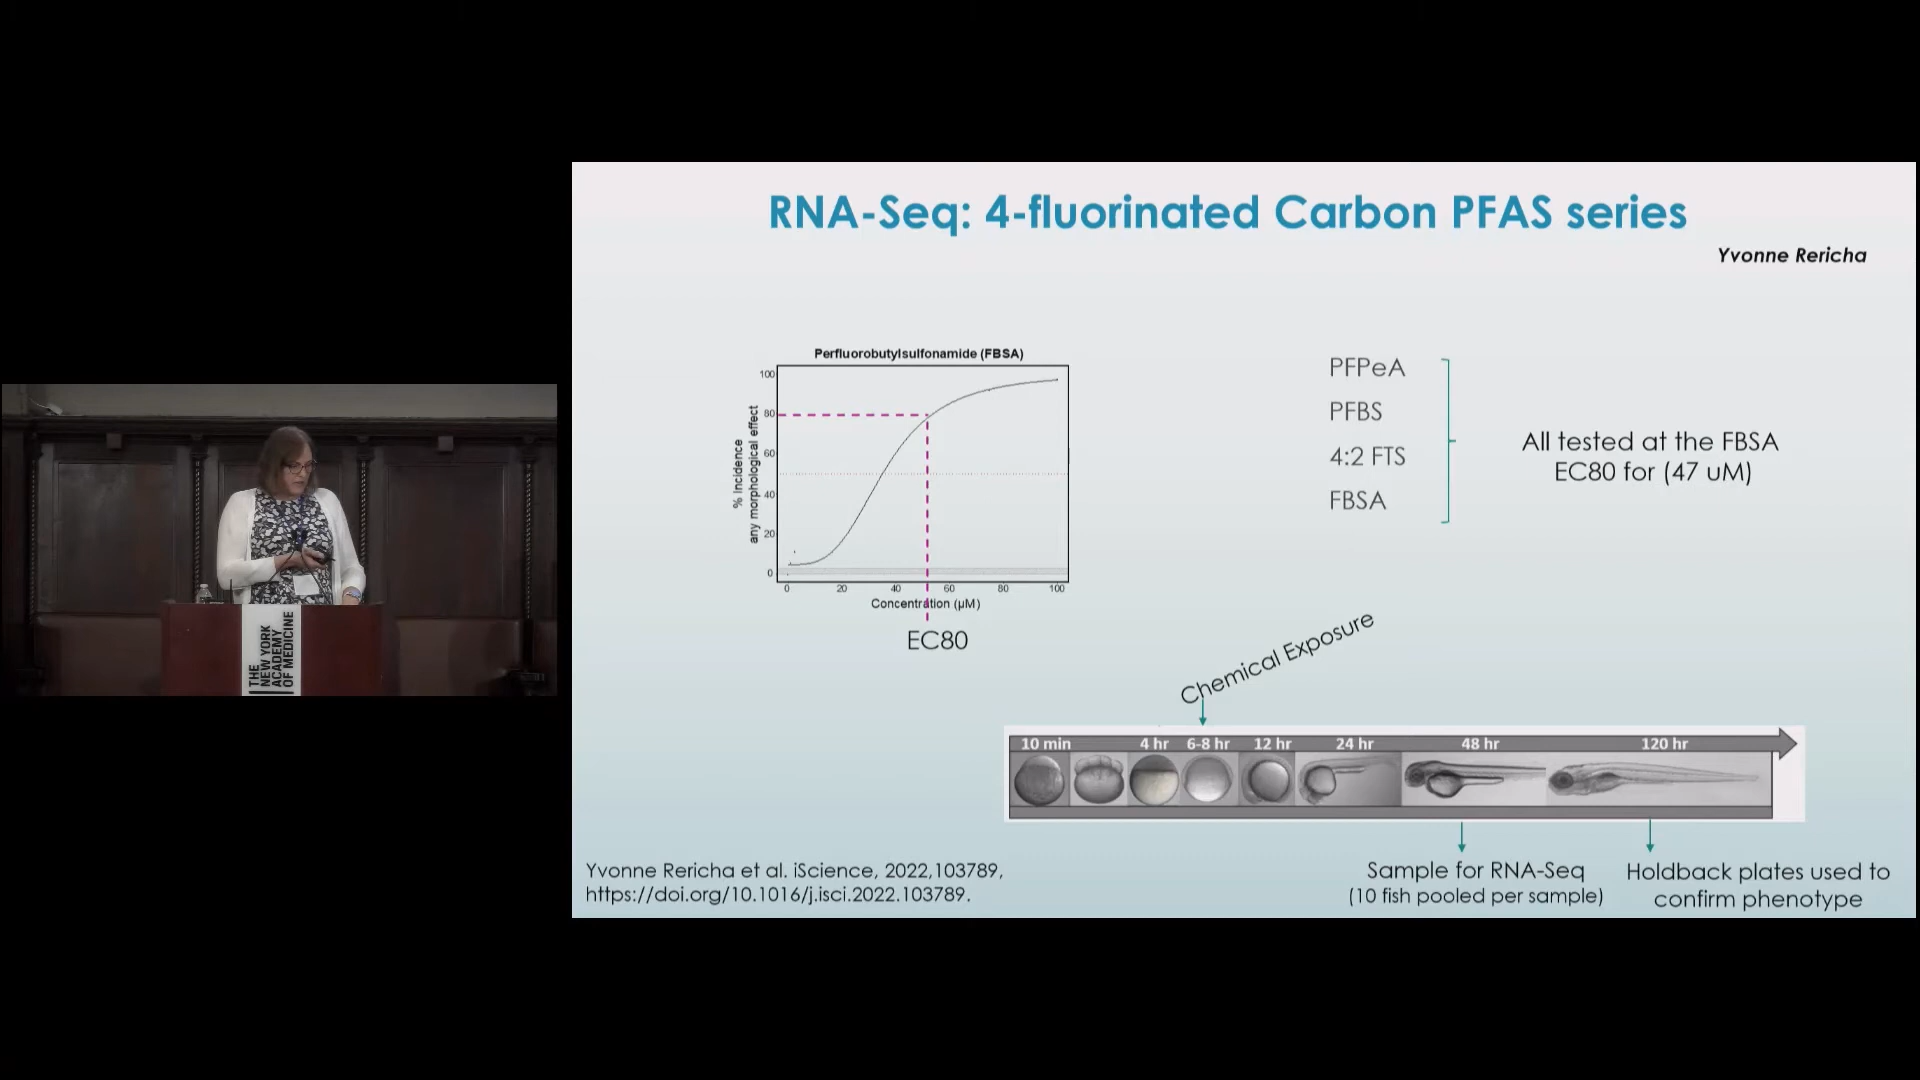 RNA-Seq: 4-fluorinated Carbon PFAS series
Yvonne Rericha
Perfluorobutylsulfonamide (FBSA)
% Incidence
any morphological effect
100
80
60
40
20
0
0 20 40 60 80 100
Concentration (µM)
EC80
PFPeA
PFBS
4:2 FTS
FBSA
All tested at the FBSA
EC80 for (47 uM)
Chemical Exposure
10 min 4 hr 6-8 hr 12 hr 24 hr 48 hr 120 hr
Sample for RNA-Seq
(10 fish pooled per sample)
Holdback plates used to
confirm phenotype
Yvonne Rericha et al. iScience, 2022,103789,
https://doi.org/10.1016/j.isci.2022.103789.
THE
NEW YORK
ACADEMY
OF MEDICINE